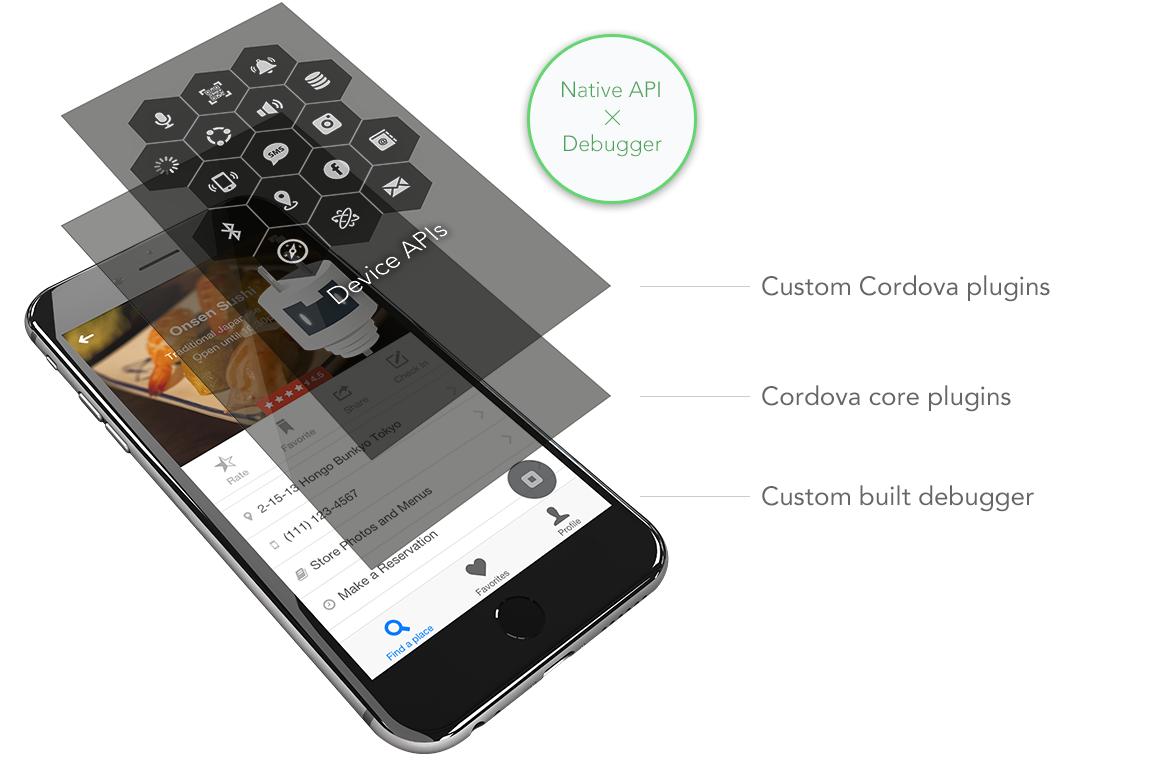 Native API
×
Debugger
SMS
Device APIs
Custom Cordova plugins
Cordova core plugins
Custom built debugger
Onsen Sushi
Traditional Japan
Open until
4.5
Rate
Favorite
Share
Check In
2-15-13 Hongo Bunkyo Tokyo
(111) 123-4567
Store Photos and Menus
Make a Reservation
Find a place
Favorites
Profile